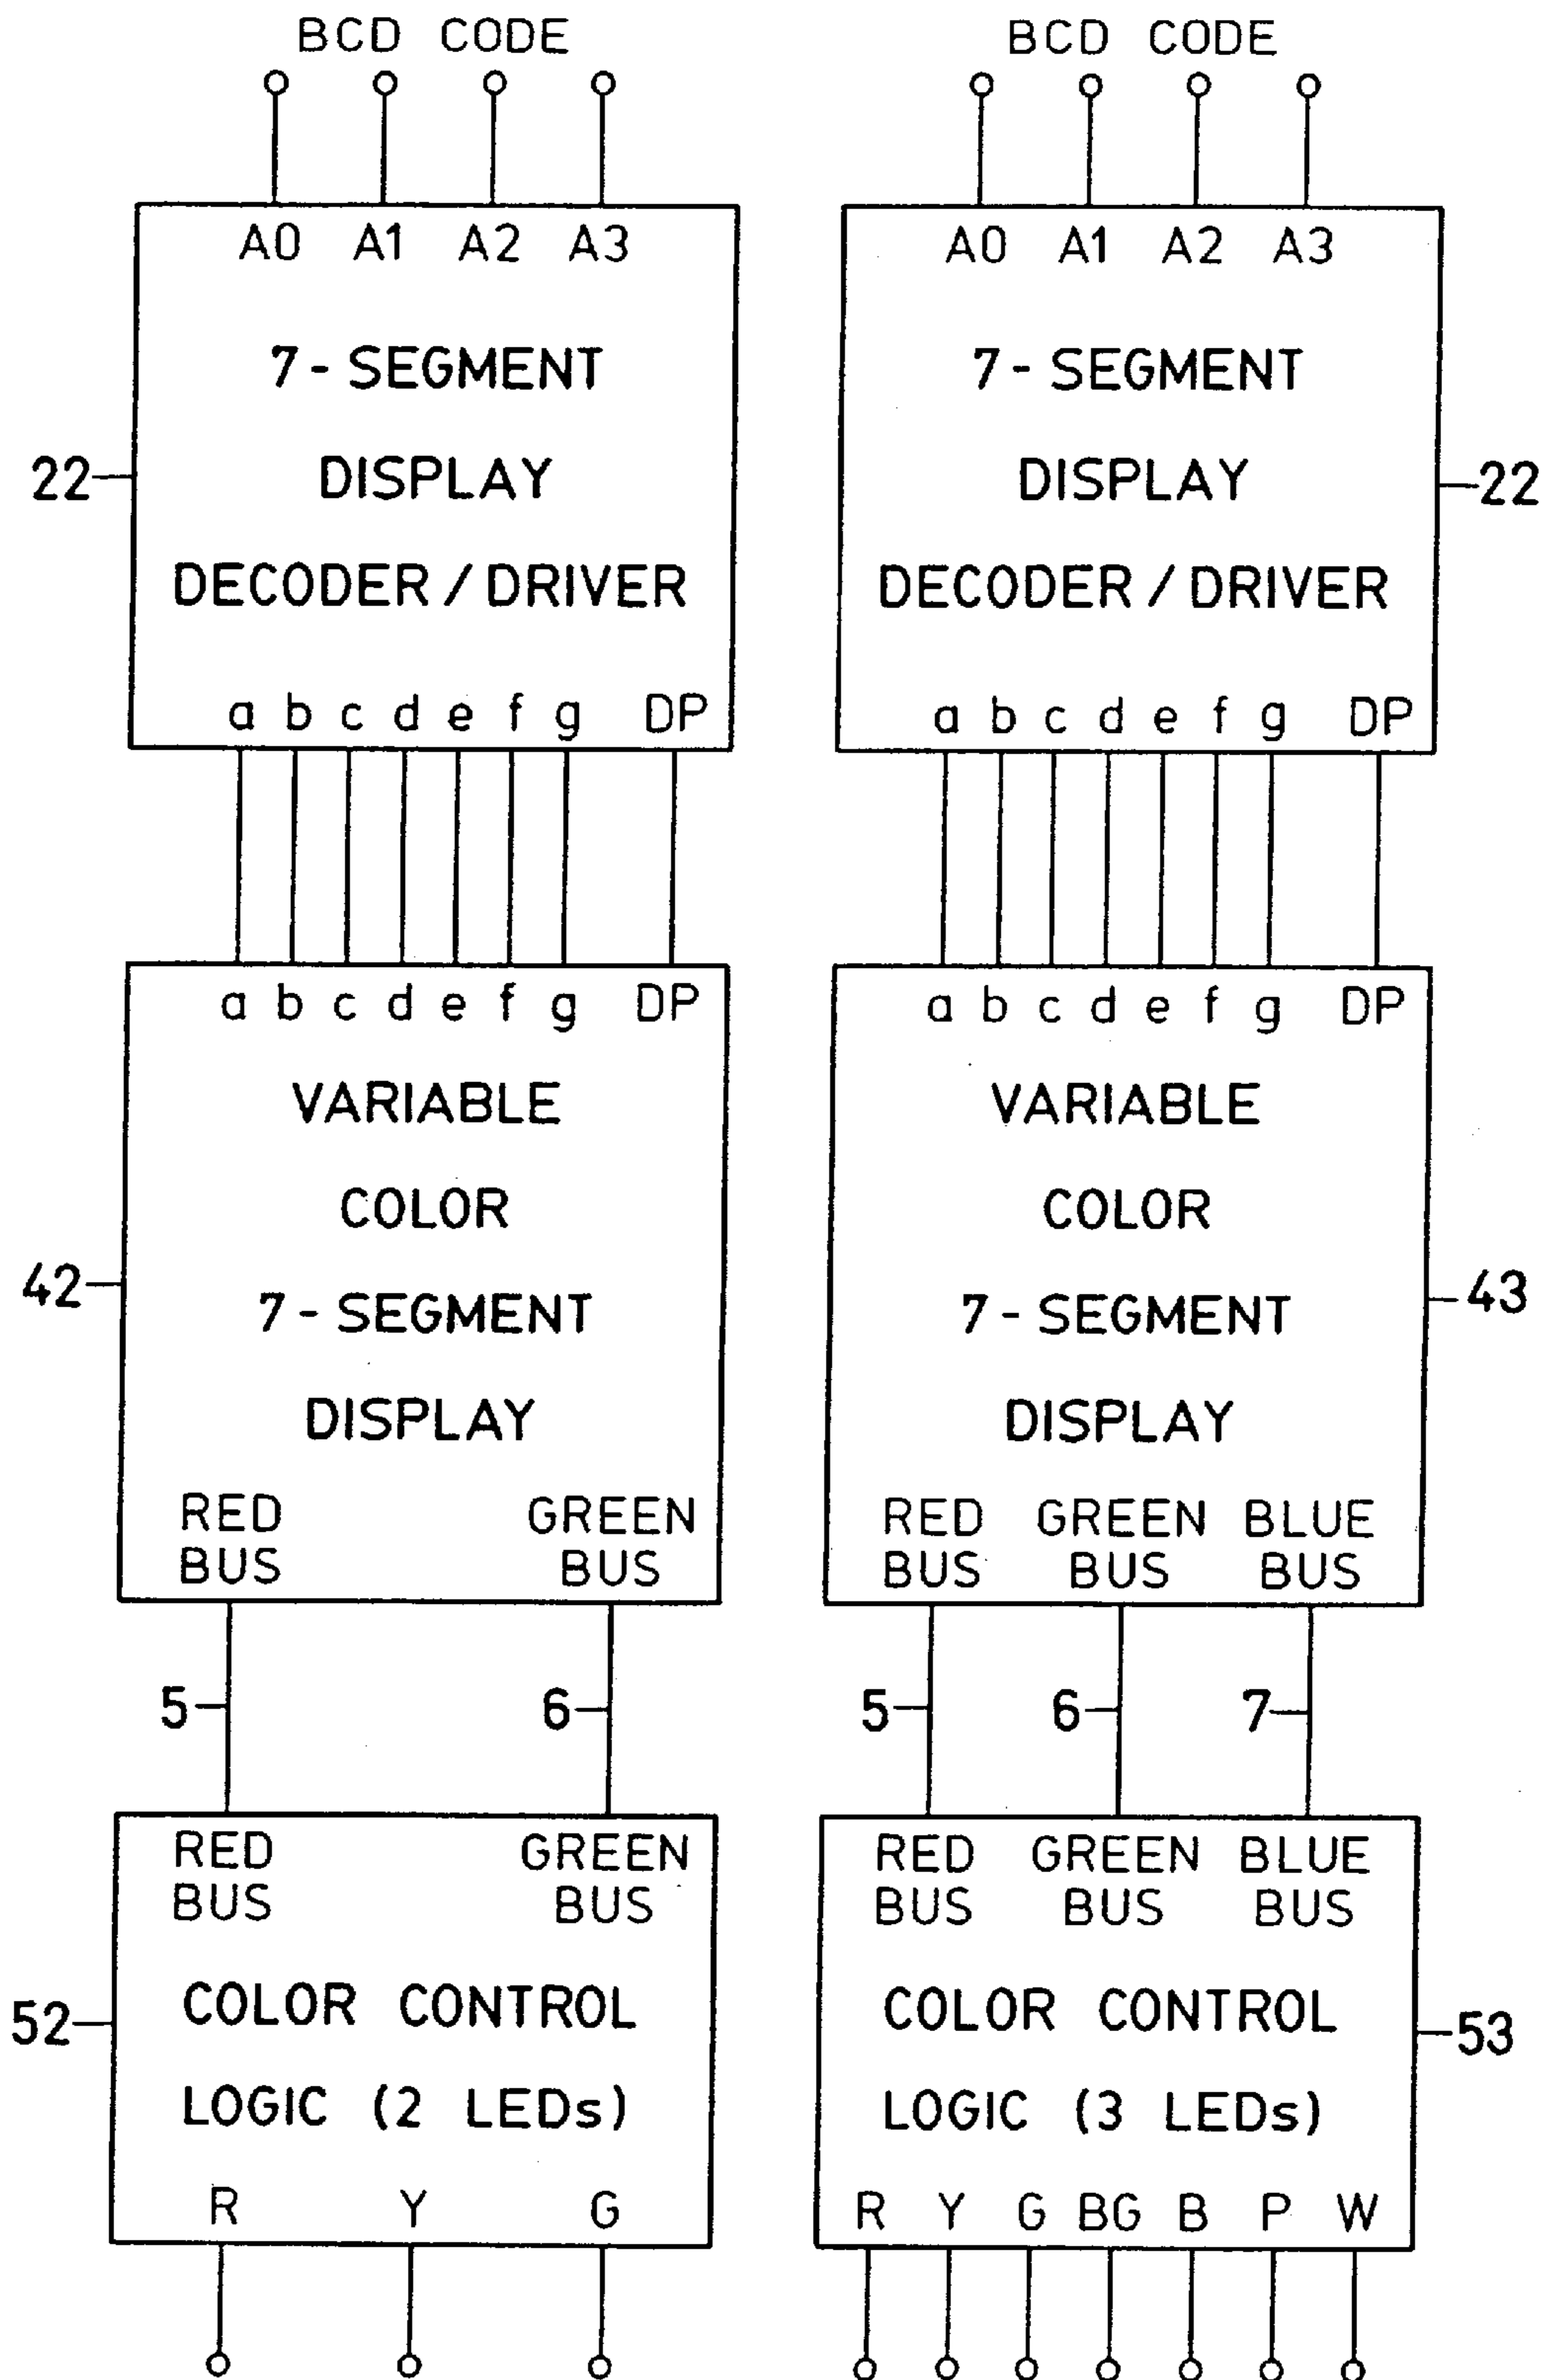 BCD CODE
A0 A1 A2 A3
7-SEGMENT
DISPLAY
DECODER / DRIVER
22
a b c d e f g DP
a b c d e f g DP
VARIABLE
COLOR
7-SEGMENT
DISPLAY
42
RED BUS
GREEN BUS
5
6
RED BUS
GREEN BUS
COLOR CONTROL
LOGIC (2 LEDs)
52
R Y G
BCD CODE
A0 A1 A2 A3
7-SEGMENT
DISPLAY
DECODER / DRIVER
22
a b c d e f g DP
a b c d e f g DP
VARIABLE
COLOR
7-SEGMENT
DISPLAY
43
RED BUS
GREEN BUS
BLUE BUS
5
6
7
RED BUS
GREEN BUS
BLUE BUS
COLOR CONTROL
LOGIC (3 LEDs)
53
R Y G BG B P W